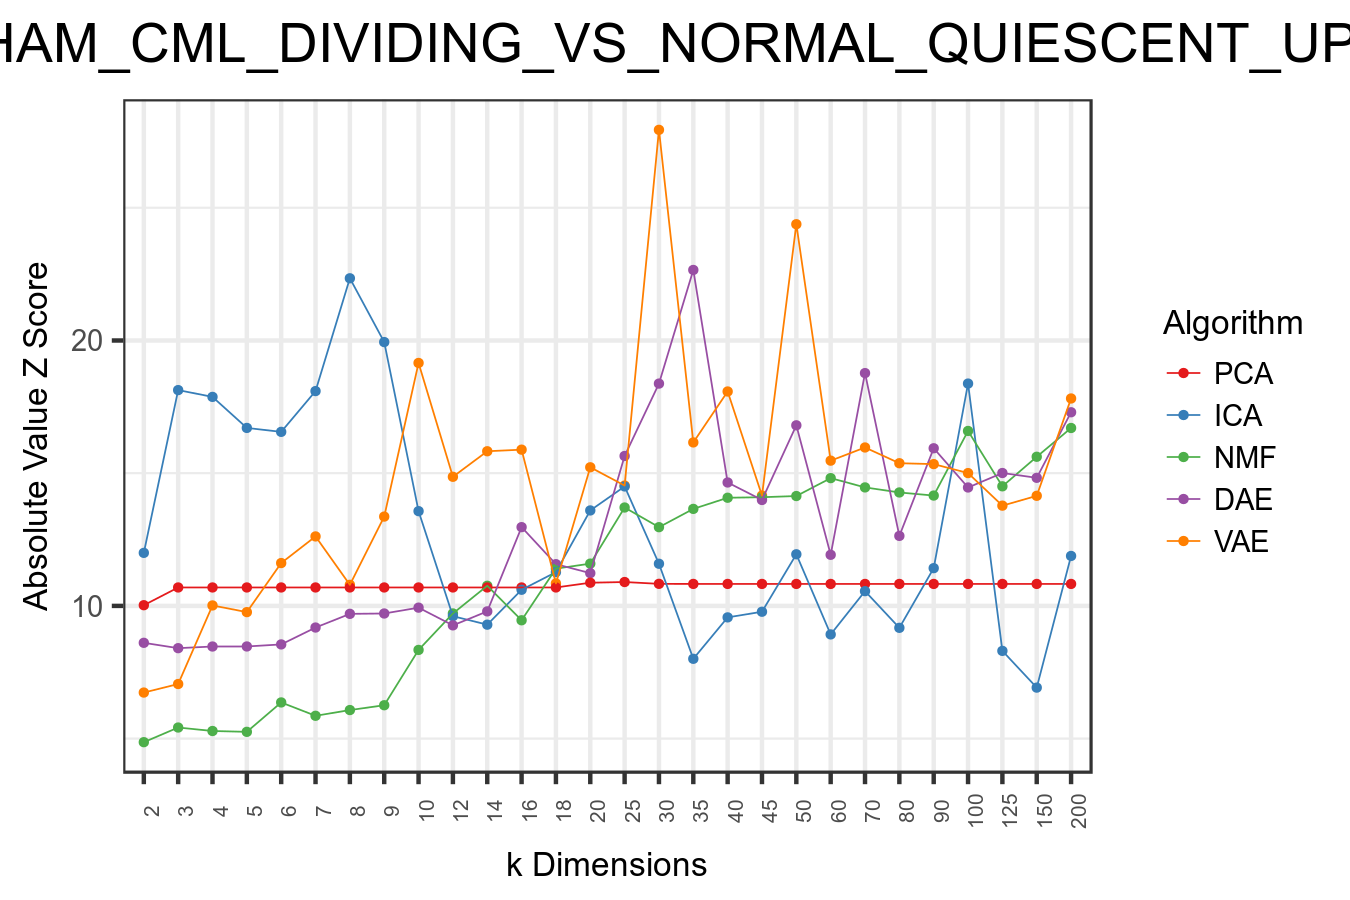 HAM_CML_DIVIDING_VS_NORMAL_QUIESCENT_UP
Absolute Value Z Score
20
10
2 3 4 5 6 7 8 9 10 12 14 16 18 20 25 30 35 40 45 50 60 70 80 90 100 125 150 200
k Dimensions
Algorithm
PCA
ICA
NMF
DAE
VAE